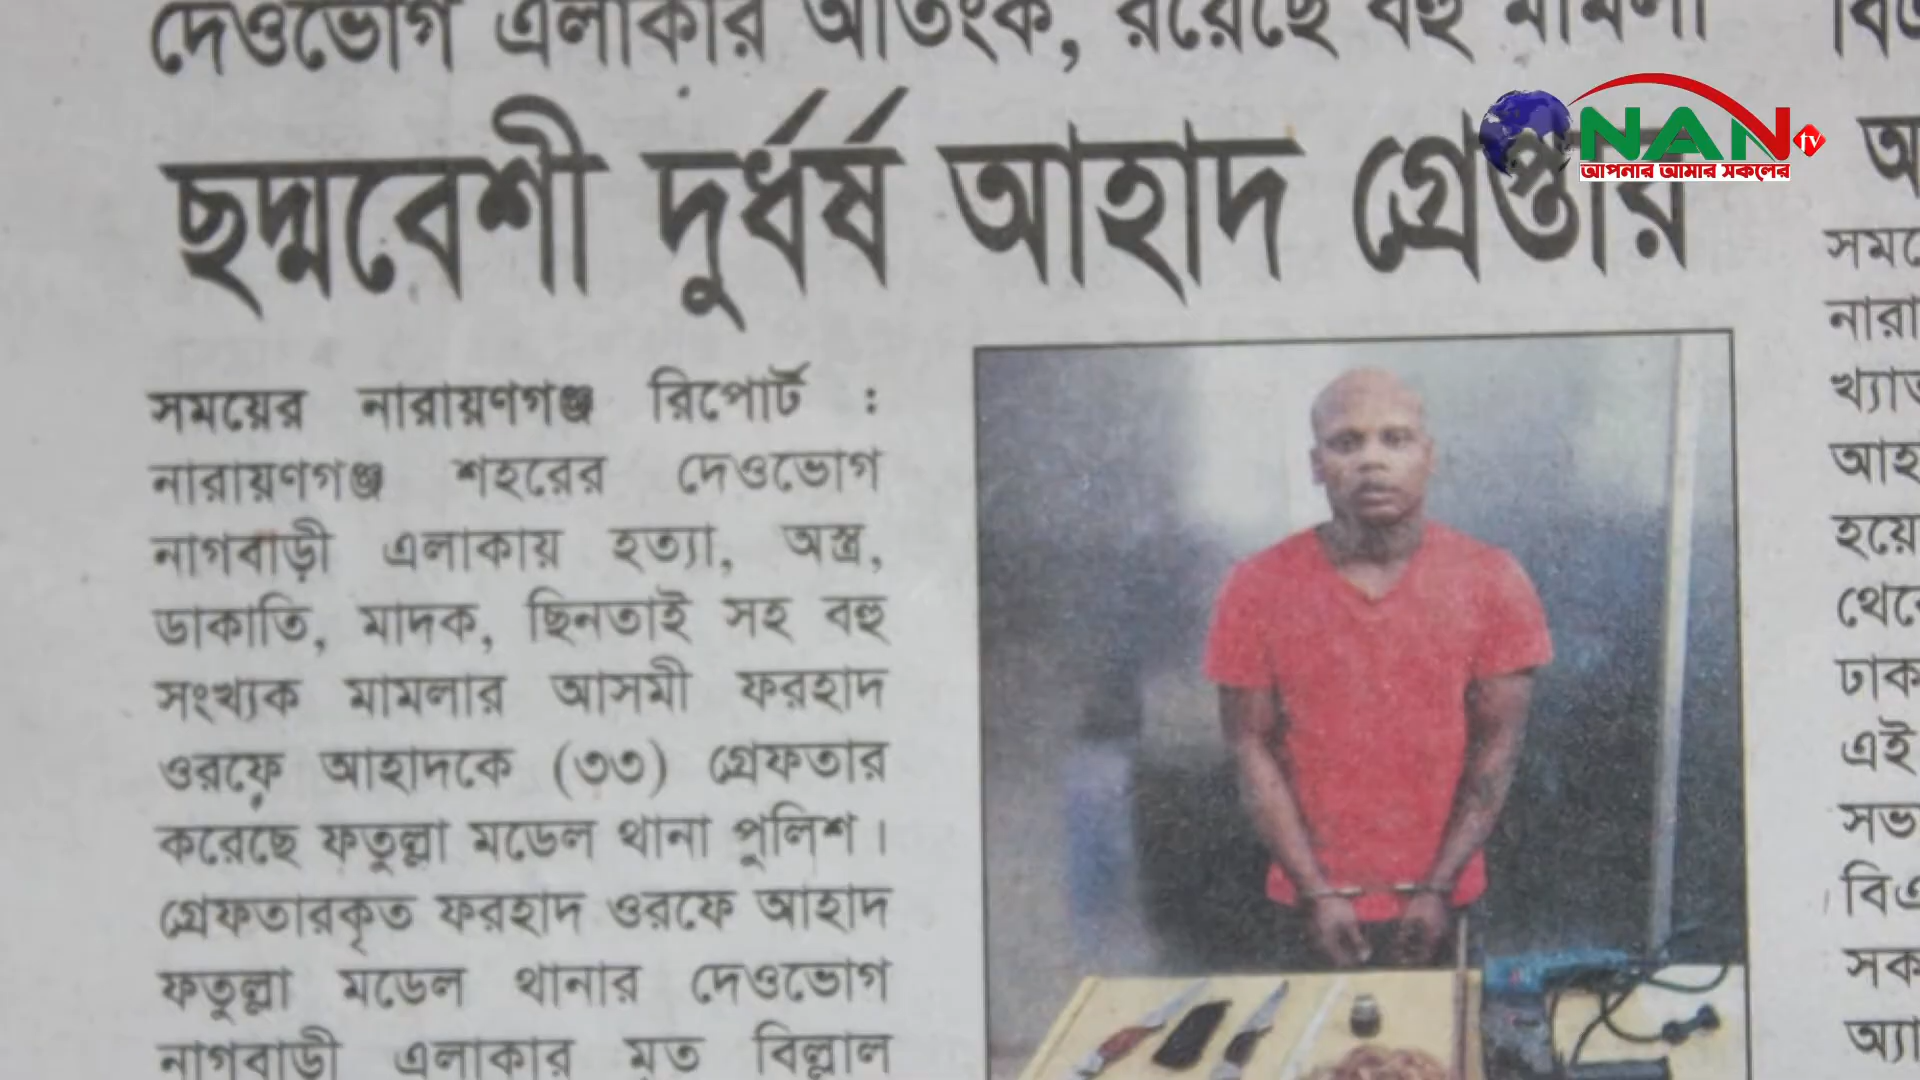 দেওভোগ এলাকার আতংক, রয়েছে বহু মামলা
ছদ্মবেশী দুর্ধর্ষ আহাদ গ্রেপ্তার
NAN tv
আপনার আমার সকলের
সময়ের নারায়ণগঞ্জ রিপোর্ট :
নারায়ণগঞ্জ শহরের দেওভোগ
নাগবাড়ী এলাকায় হত্যা, অস্ত্র,
ডাকাতি, মাদক, ছিনতাই সহ বহু
সংখ্যক মামলার আসমী ফরহাদ
ওরফে আহাদকে (৩৩) গ্রেফতার
করেছে ফতুল্লা মডেল থানা পুলিশ।
গ্রেফতারকৃত ফরহাদ ওরফে আহাদ
ফতুল্লা মডেল থানার দেওভোগ
নাগবাড়ী এলাকার মৃত বিল্লাল
হয়ে
এই